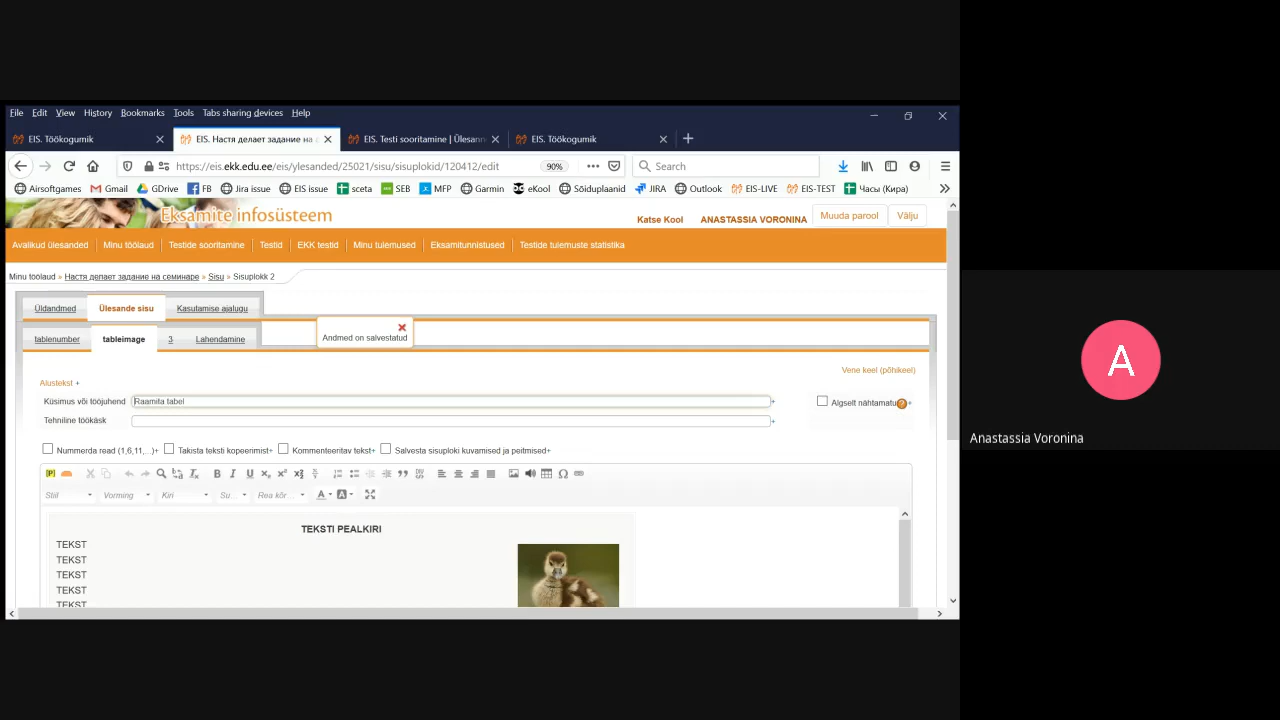 File Edit View History Bookmarks Tools Tabs sharing devices Help
EIS. Töökogumik
EIS. Настя делает задание на с
EIS. Testi sooritamine | Ülesann
EIS. Töökogumik
https://eis.ekk.edu.ee/eis/ylesanded/25021/sisu/sisuplokid/120412/edit
90%
Search
Airsoftgames Gmail GDrive FB Jira issue EIS issue sceta SEB MFP Garmin eKool Sõiduplaanid JIRA Outlook EIS-LIVE EIS-TEST Часы (Кира)
Eksamite infosüsteem
Katse Kool ANASTASSIA VORONINA Muuda parool Välju
Avalikud ülesanded Minu töölaud Testide sooritamine Testid EKK testid Minu tulemused Eksamitunnistused Testide tulemuste statistika
Minu töölaud » Настя делает задание на семинаре » Sisu » Sisuplokk 2
Üldandmed Ülesande sisu Kasutamise ajalugu
Andmed on salvestatud
tablenumber tableimage 3 Lahendamine
Vene keel (põhikeel)
Alustekst +
Küsimus või tööjuhend Raamita tabel +
Algselt nähtamatu ? +
Tehniline töökäsk +
Nummerda read (1,6,11,...)+ Takista teksti kopeerimist+ Kommenteeritav tekst+ Salvesta sisuploki kuvamised ja peitmised+
Stiil Vorming Kiri Su... Rea kõr...
TEKSTI PEALKIRI
TEKST
TEKST
TEKST
TEKST
TEKST
A
Anastassia Voronina